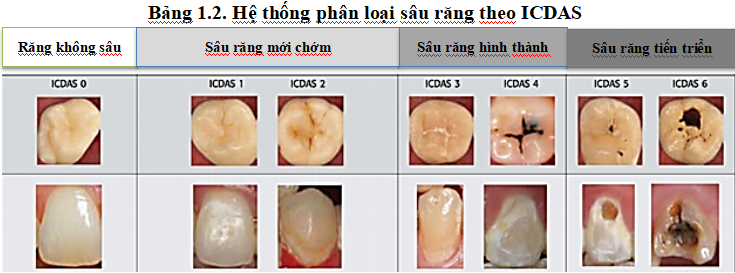 Bảng 1.2. Hệ thống phân loại sâu răng theo ICDAS
Răng không sâu Sâu răng mới chớm Sâu răng hình thành Sâu răng tiến triển
ICDAS 0 ICDAS 1 ICDAS 2 ICDAS 3 ICDAS 4 ICDAS 5 ICDAS 6